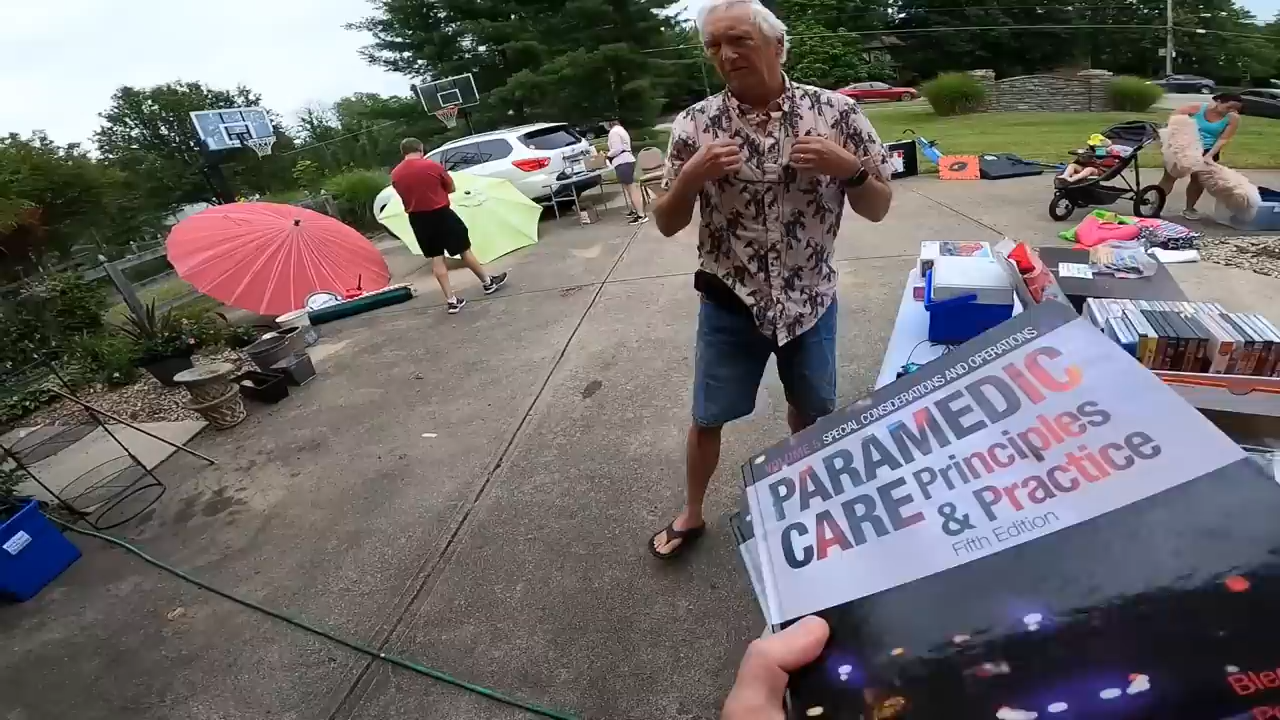 VOLUME 5 SPECIAL CONSIDERATIONS AND OPERATIONS
PARAMEDIC
CARE Principles
& Practice
Fifth Edition